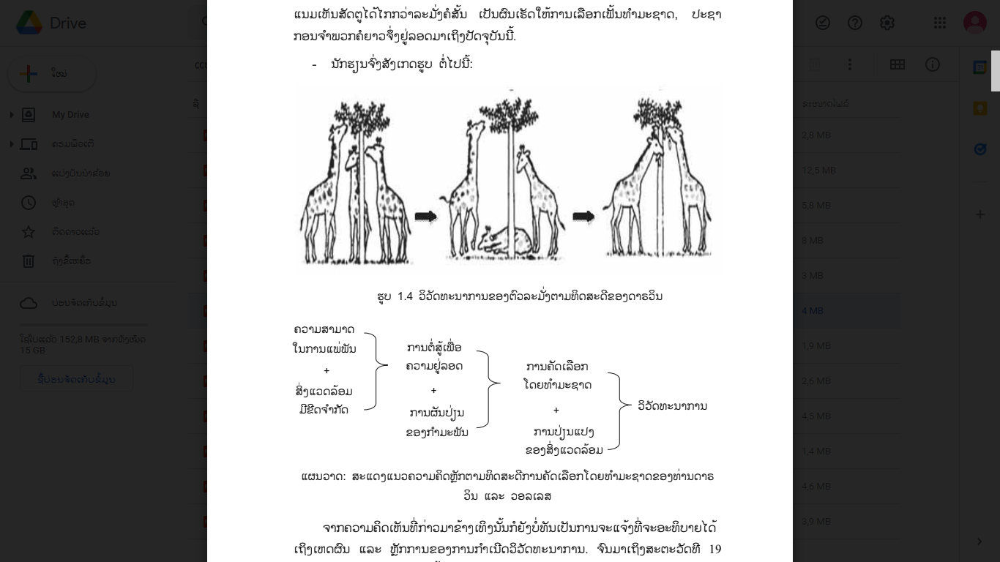 ແນມເຫັນສັດຕູໄດ້ໄກກວ່າລະມັ່ງຄໍສັ້ນ ເປັນຜົນເຮັດໃຫ້ການເລືອກເຟັ້ນທຳມະຊາດ, ປະຊາ
ກອນຈຳພວກຄໍຍາວຈຶ່ງຢູ່ລອດມາເຖິງປັດຈຸບັນນີ້.
- ນັກຮຽນຈົ່ງສັງເກດຮູບ ຕໍ່ໄປນີ້:
ຮູບ 1.4 ວິວັດທະນາການຂອງຕົວລະມັ່ງຕາມທິດສະດີຂອງດາຣວິນ
ຄວາມສາມາດ
ໃນການແພ່ພັນ
+
ສິ່ງແວດລ້ອມ
ມີຂີດຈຳກັດ
ການຕໍ່ສູ້ເພື່ອ
ຄວາມຢູ່ລອດ
+
ການຜັນປ່ຽນ
ຂອງກຳມະພັນ
ການຄັດເລືອກ
ໂດຍທຳມະຊາດ
+
ການປ່ຽນແປງ
ຂອງສິ່ງແວດລ້ອມ
ວິວັດທະນາການ
ແຜນວາດ: ສະແດງແນວຄວາມຄິດຫຼັກຕາມທິດສະດີການຄັດເລືອກໂດຍທຳມະຊາດຂອງທ່ານດາຣ
ວິນ ແລະ ວອລເລສ
ຈາກຄວາມຄິດເຫັນທີ່ກ່າວມາຂ້າງເທິງນັ້ນກໍຍັງບໍ່ທັນເປັນການຈະແຈ້ງທີ່ຈະອະທິບາຍໄດ້
ເຖິງເຫດຜົນ ແລະ ຫຼັກການຂອງການກຳເນີດວິວັດທະນາການ. ຈົນມາເຖິງສະຕະວັດທີ 19
Drive
ໃໝ່
My Drive
ຄອມພິວເຕີ
ແບ່ງປັນນຳຂ້ອຍ
ຫຼ້າສຸດ
ຕິດດາວແລ້ວ
ຖັງຂີ້ເຫຍື້ອ
ບ່ອນຈັດເກັບຂໍ້ມູນ
ໃຊ້ໄປແລ້ວ 152,8 MB ຈາກທັງໝົດ
15 GB
ຊື້ບ່ອນຈັດເກັບຂໍ້ມູນ
ຊື່
ຂະໜາດໄຟລ໌
2,8 MB
12,5 MB
5,8 MB
8 MB
3 MB
4 MB
1,9 MB
2,6 MB
4,5 MB
1,4 MB
4,6 MB
3,9 MB